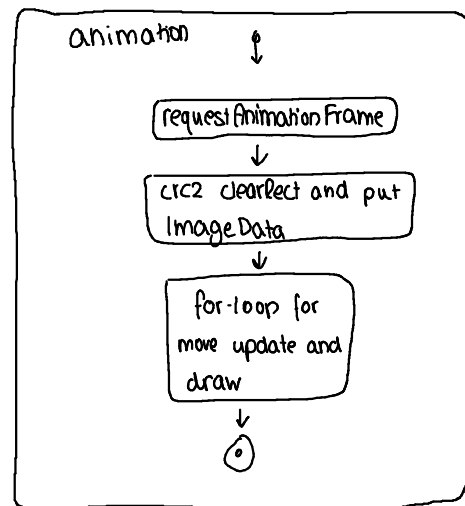 animation
requestAnimationFrame
crc2 clearRect and put
ImageData
for-loop for
move update and
draw